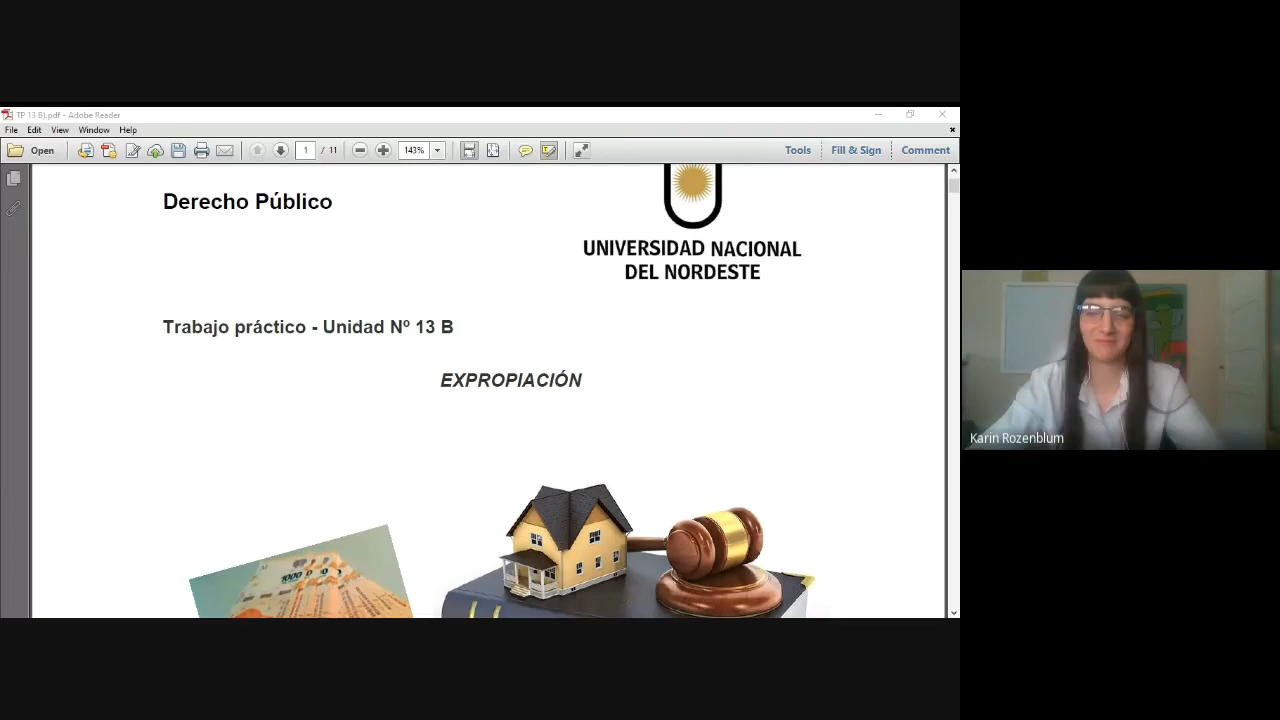 TP 13 B).pdf - Adobe Reader
File Edit View Window Help
Open 1 / 11 143% Tools Fill & Sign Comment
Derecho Público
UNIVERSIDAD NACIONAL
DEL NORDESTE
Trabajo práctico - Unidad Nº 13 B
EXPROPIACIÓN
1000
Karin Rozenblum